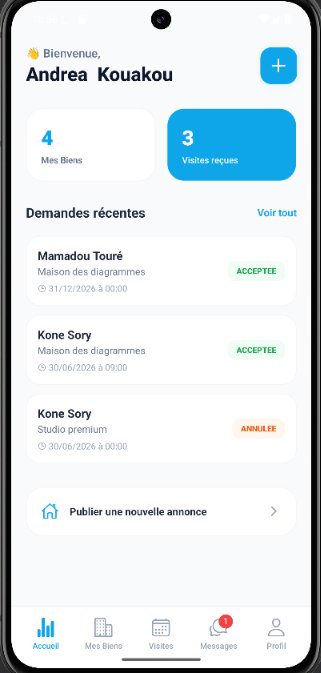 👋 Bienvenue,
Andrea Kouakou
4
Mes Biens
3
Visites reçues
Demandes récentes
Voir tout
Mamadou Touré
Maison des diagrammes
31/12/2026 à 00:00
ACCEPTEE
Kone Sory
Maison des diagrammes
30/06/2026 à 09:00
ACCEPTEE
Kone Sory
Studio premium
30/06/2026 à 00:00
ANNULEE
Publier une nouvelle annonce
1
Accueil
Mes Biens
Visites
Messages
Profil